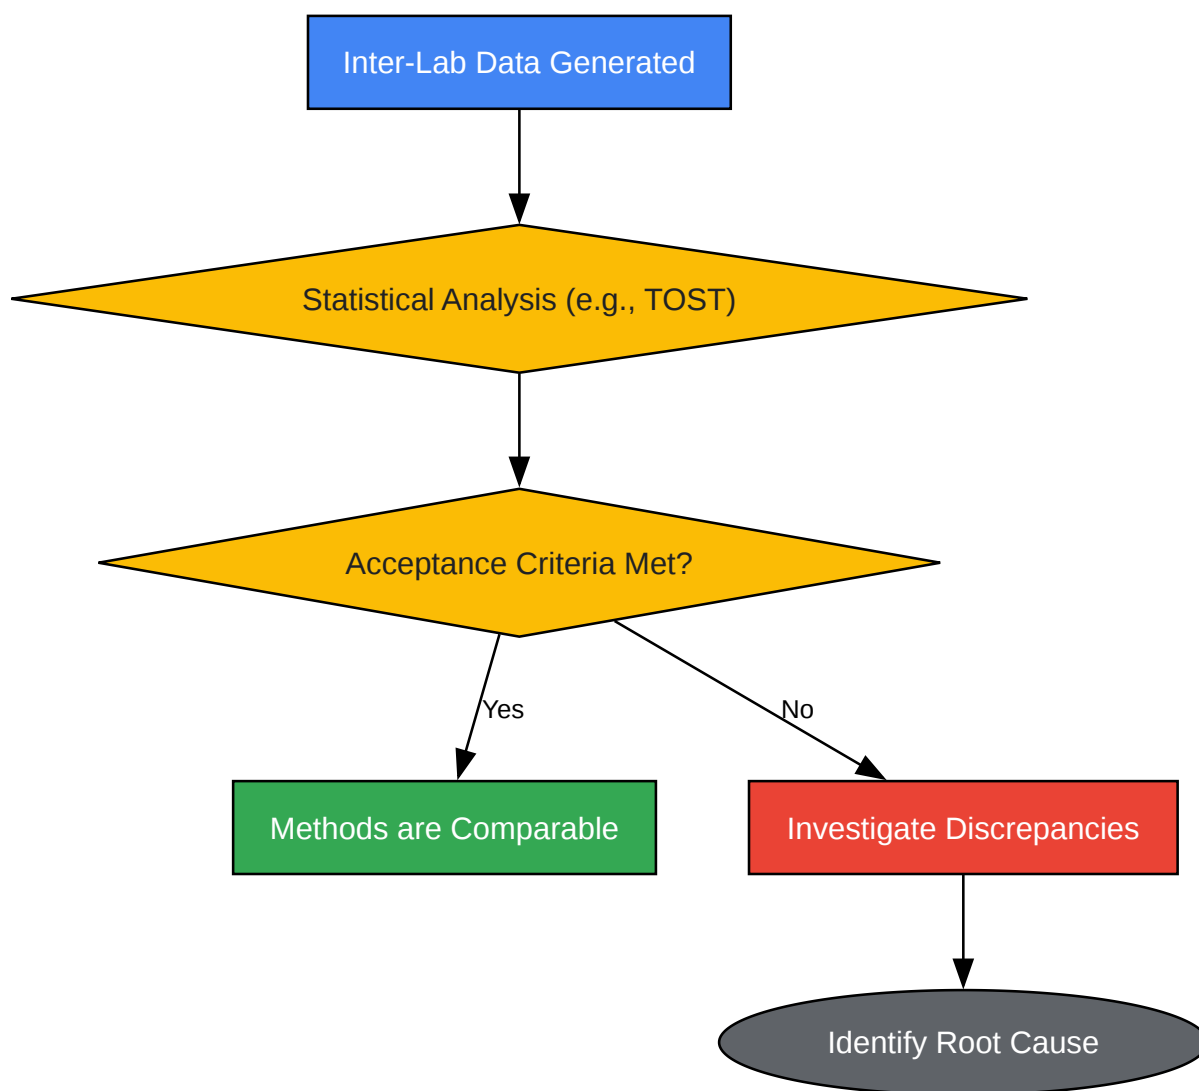 Inter-Lab Data Generated
Statistical Analysis (e.g., TOST)
Acceptance Criteria Met?
Yes
No
Methods are Comparable
Investigate Discrepancies
Identify Root Cause